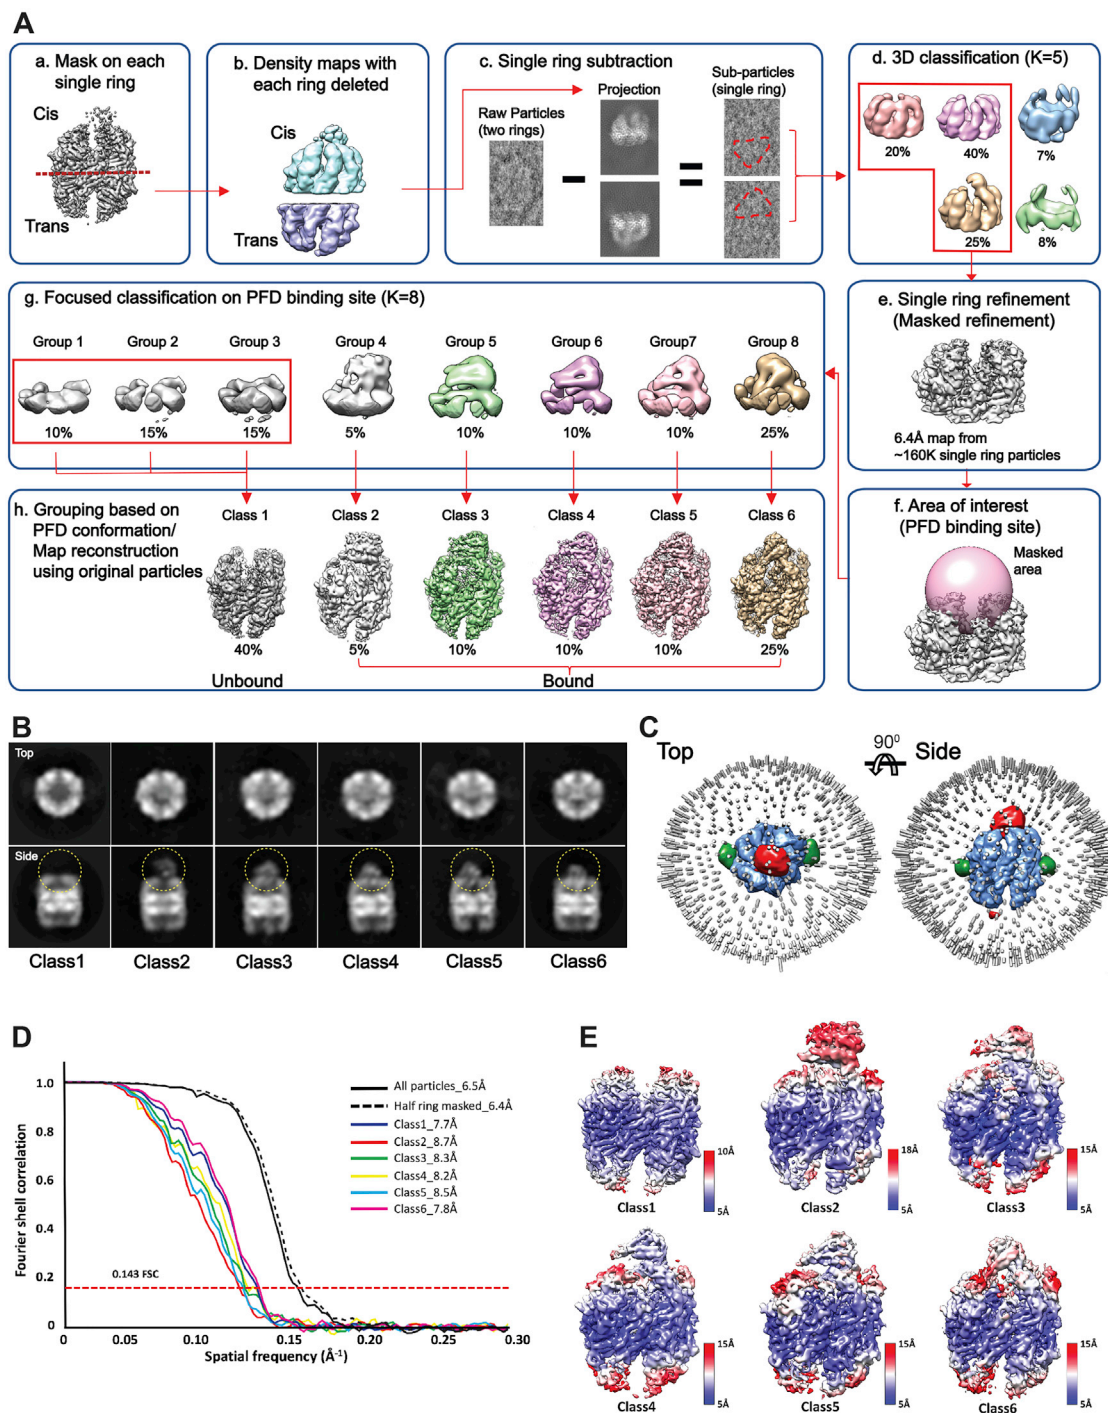 A
a. Mask on each
single ring
Cis
Trans
b. Density maps with
each ring deleted
Cis
Trans
c. Single ring subtraction
Projection
Sub-particles
(single ring)
Raw Particles
(two rings)
d. 3D classification (K=5)
20%
40%
7%
25%
8%
e. Single ring refinement
(Masked refinement)
6.4Å map from
~160K single ring particles
f. Area of interest
(PFD binding site)
Masked
area
g. Focused classification on PFD binding site (K=8)
Group 1
Group 2
Group 3
Group 4
Group 5
Group 6
Group7
Group 8
10%
15%
15%
5%
10%
10%
10%
25%
h. Grouping based on
PFD conformation/
Map reconstruction
using original particles
Class 1
Class 2
Class 3
Class 4
Class 5
Class 6
40%
5%
10%
10%
10%
25%
Unbound
Bound
B
Top
Side
Class1
Class2
Class3
Class4
Class5
Class6
C
Top
90⁰
Side
D
Fourier shell correlation
1.0
0.8
0.6
0.4
0.2
0
0.143 FSC
All particles_6.5Å
Half ring masked_6.4Å
Class1_7.7Å
Class2_8.7Å
Class3_8.3Å
Class4_8.2Å
Class5_8.5Å
Class6_7.8Å
0
0.05
0.10
0.15
0.20
0.25
0.30
Spatial frequency (Å⁻¹)
E
10Å
5Å
Class1
18Å
5Å
Class2
15Å
5Å
Class3
15Å
5Å
Class4
15Å
5Å
Class5
15Å
5Å
Class6